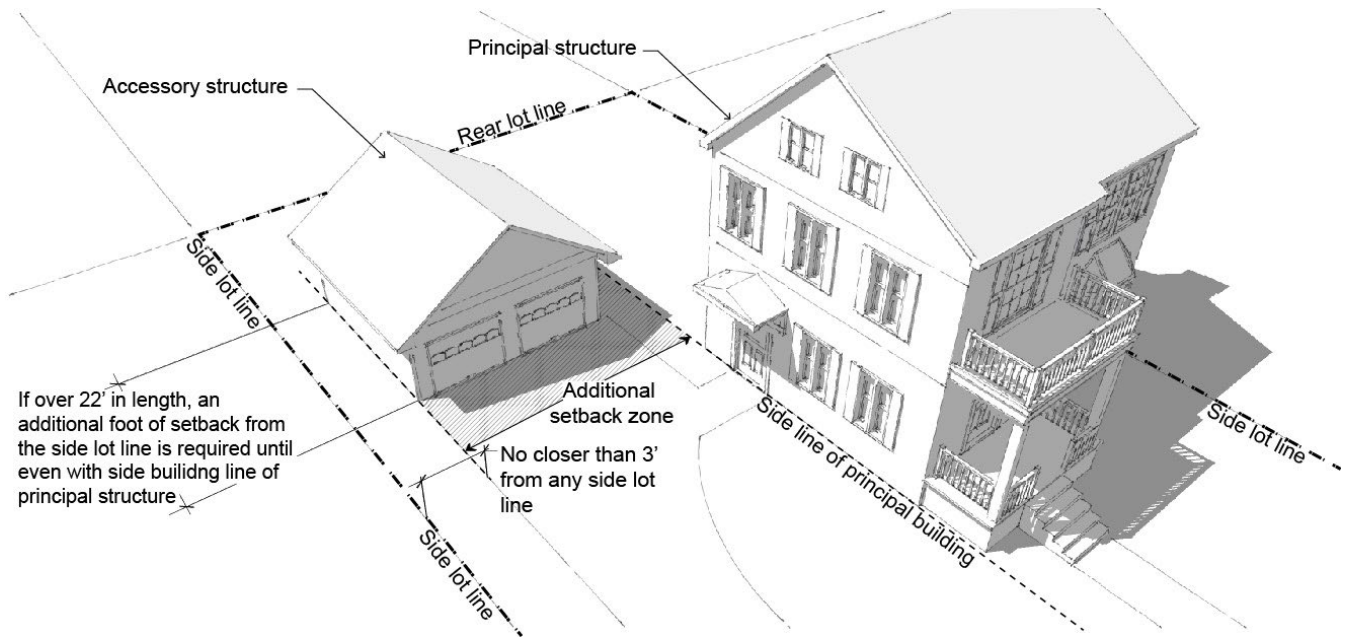 Principal structure
Accessory structure
Rear lot line
Side lot line
If over 22' in length, an
additional foot of setback from
the side lot line is required until
even with side builidng line of
principal structure
Additional
setback zone
No closer than 3'
from any side lot
line
Side lot line
Side line of principal building
Side lot line